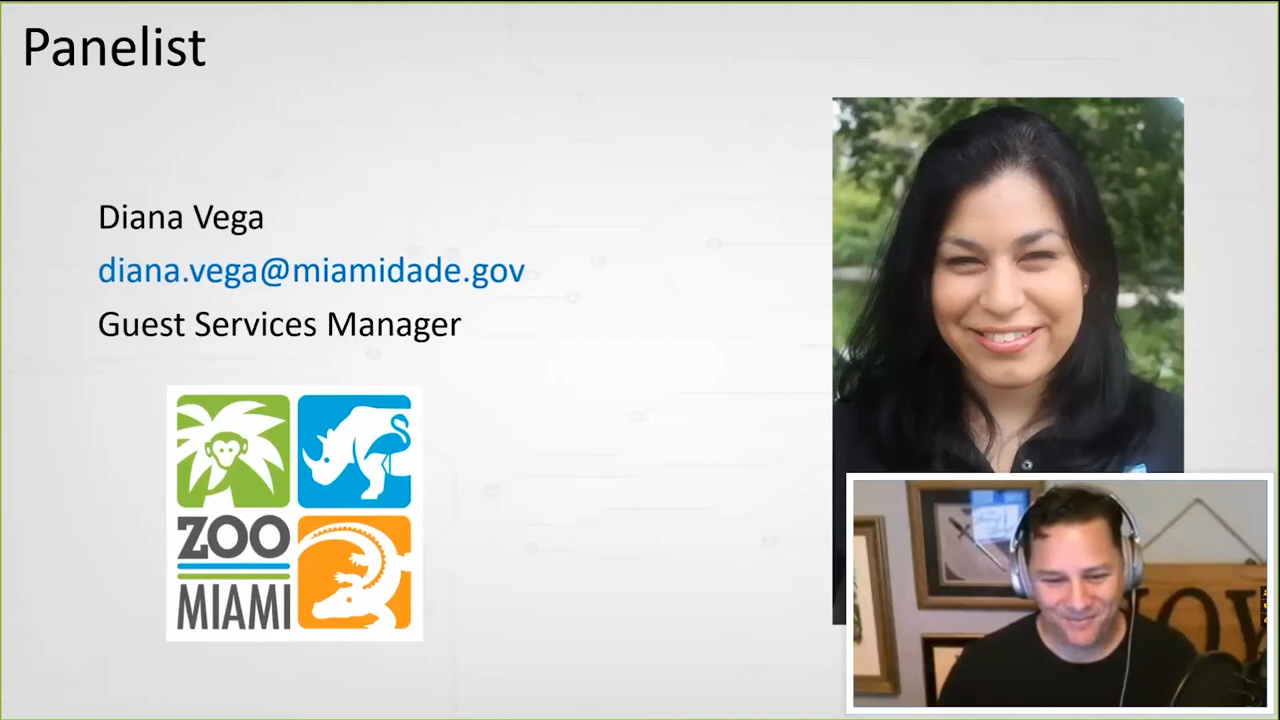 Panelist
Diana Vega
diana.vega@miamidade.gov
Guest Services Manager
ZOO
MIAMI